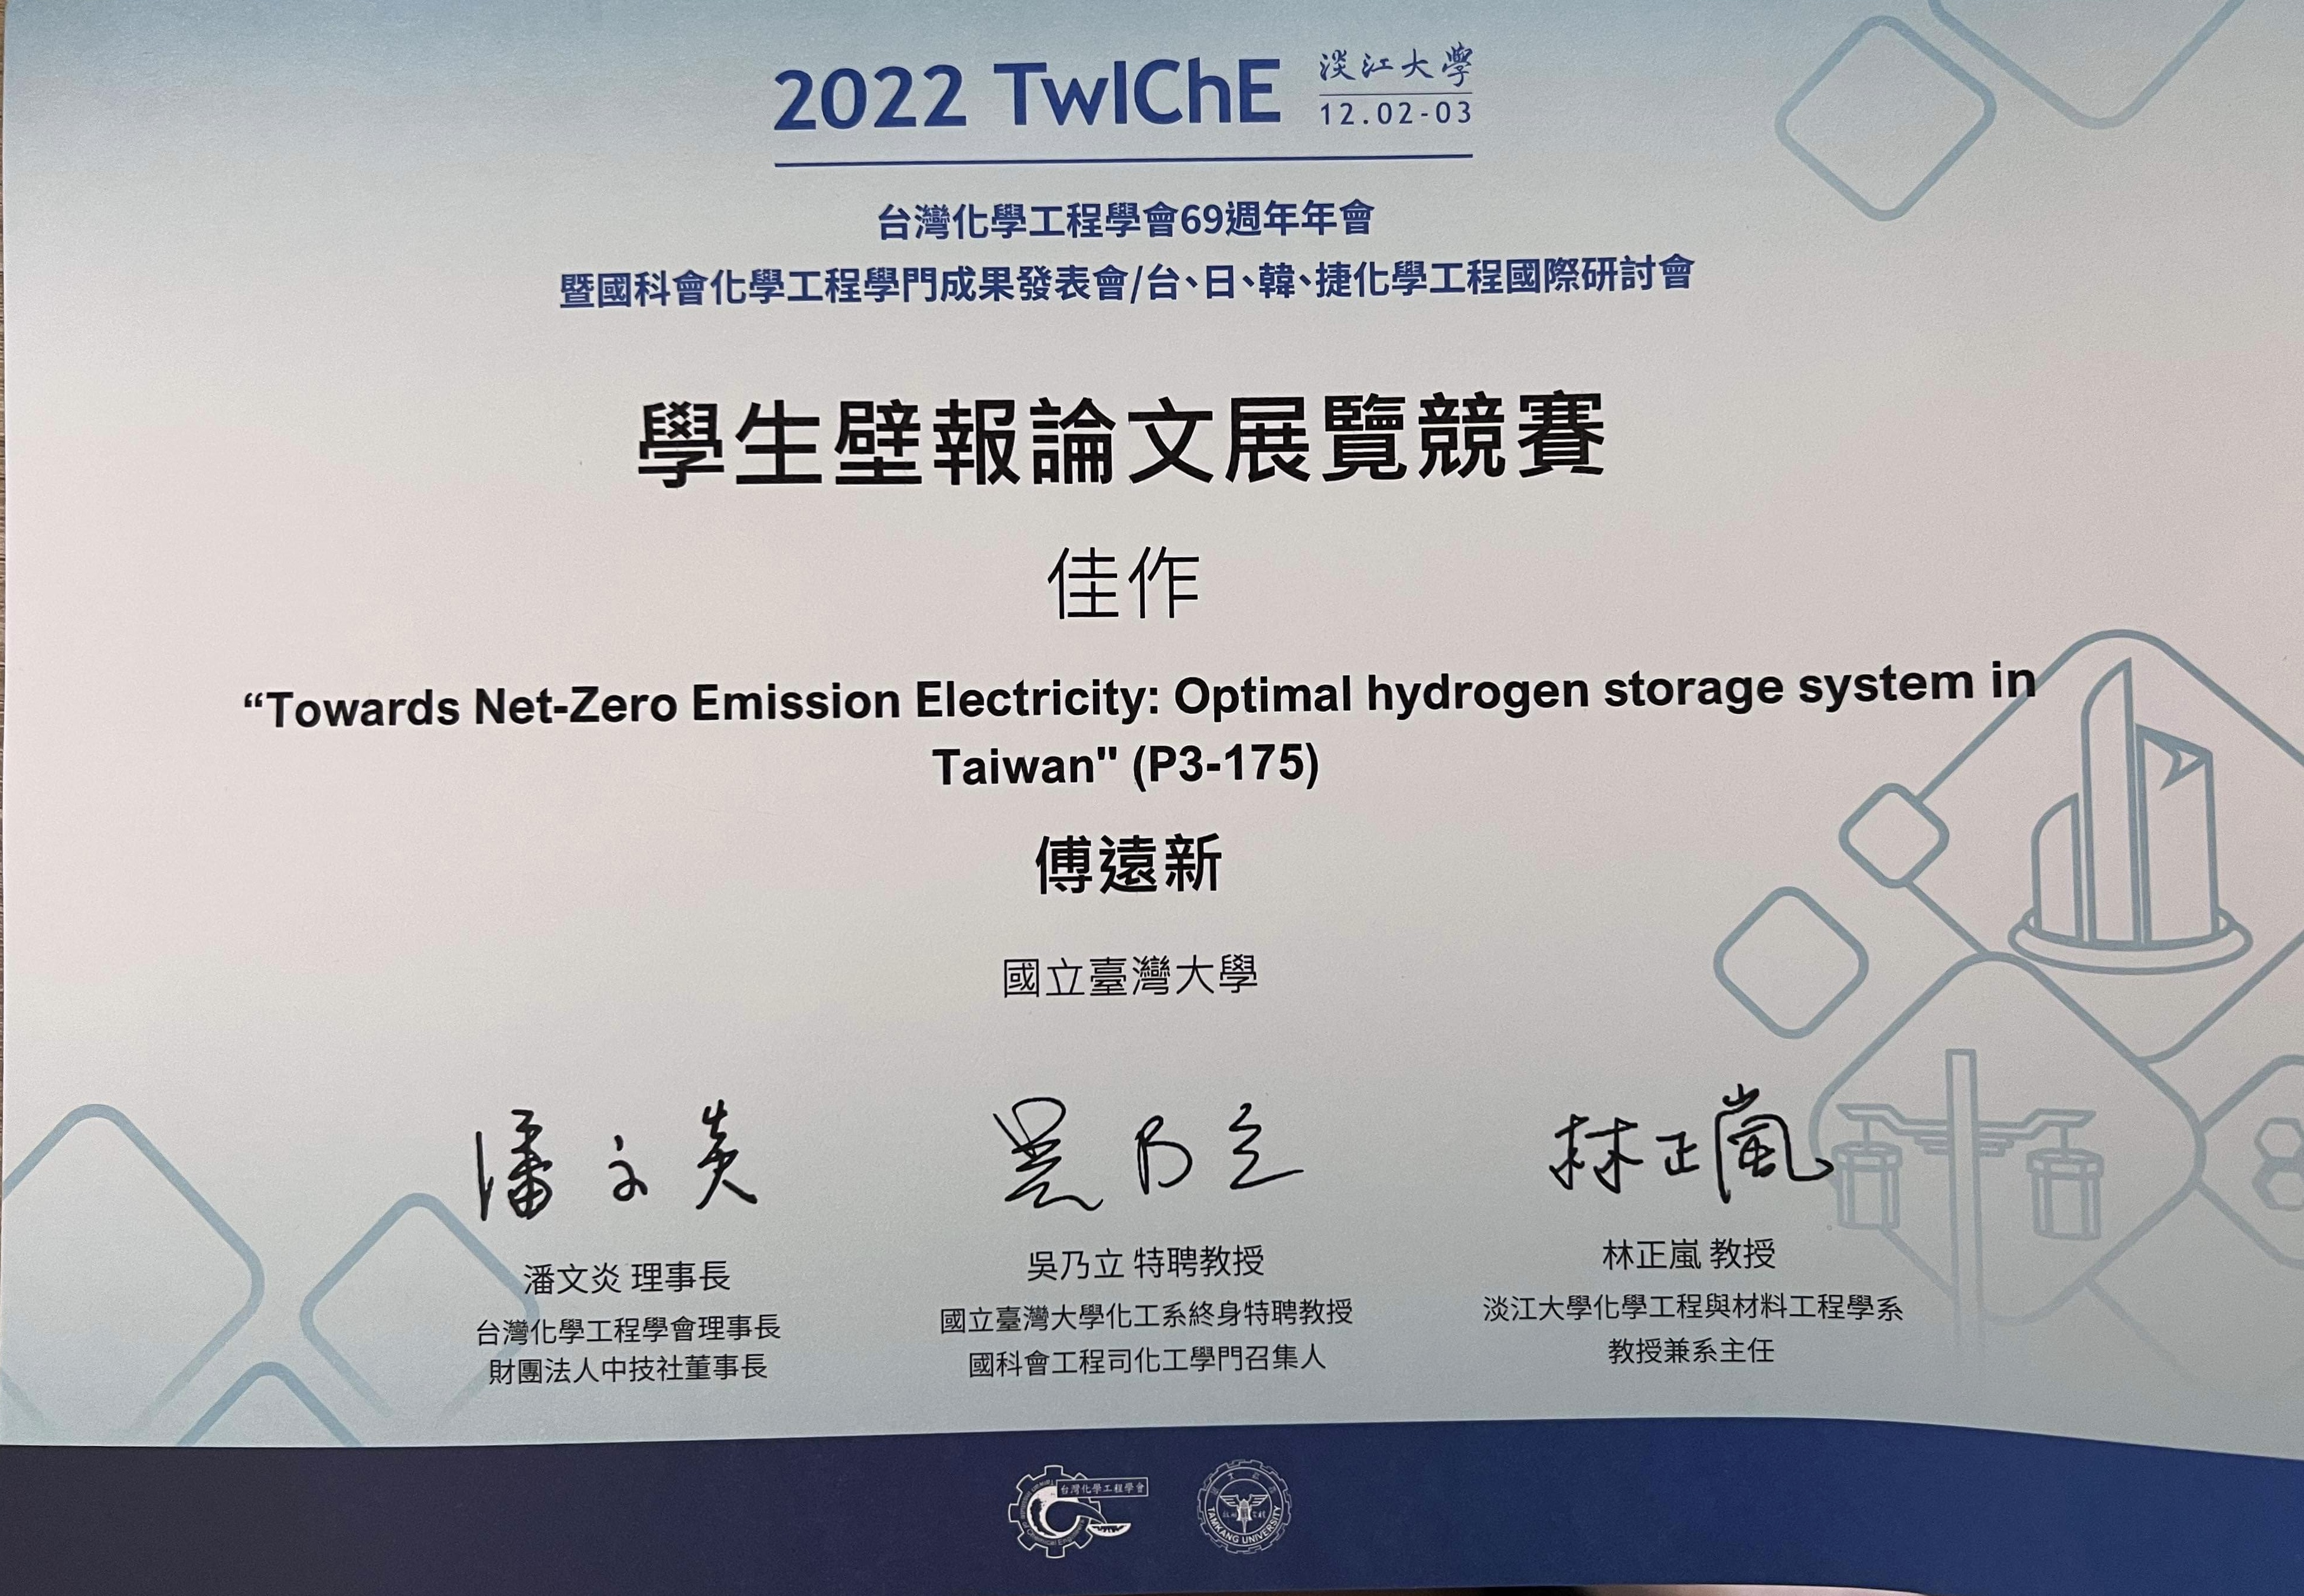 2022 TwIChE 淡江大學
12.02-03
台灣化學工程學會69週年年會
暨國科會化學工程學門成果發表會/台、日、韓、捷化學工程國際研討會
學生壁報論文展覽競賽
佳作
“Towards Net-Zero Emission Electricity: Optimal hydrogen storage system in
Taiwan" (P3-175)
傅遠新
國立臺灣大學
潘文炎 吳乃立 林正嵐
潘文炎 理事長
台灣化學工程學會理事長
財團法人中技社董事長
吳乃立 特聘教授
國立臺灣大學化工系終身特聘教授
國科會工程司化工學門召集人
林正嵐 教授
淡江大學化學工程與材料工程學系
教授兼系主任
台灣化學工程學會
TAMKANG UNIVERSITY